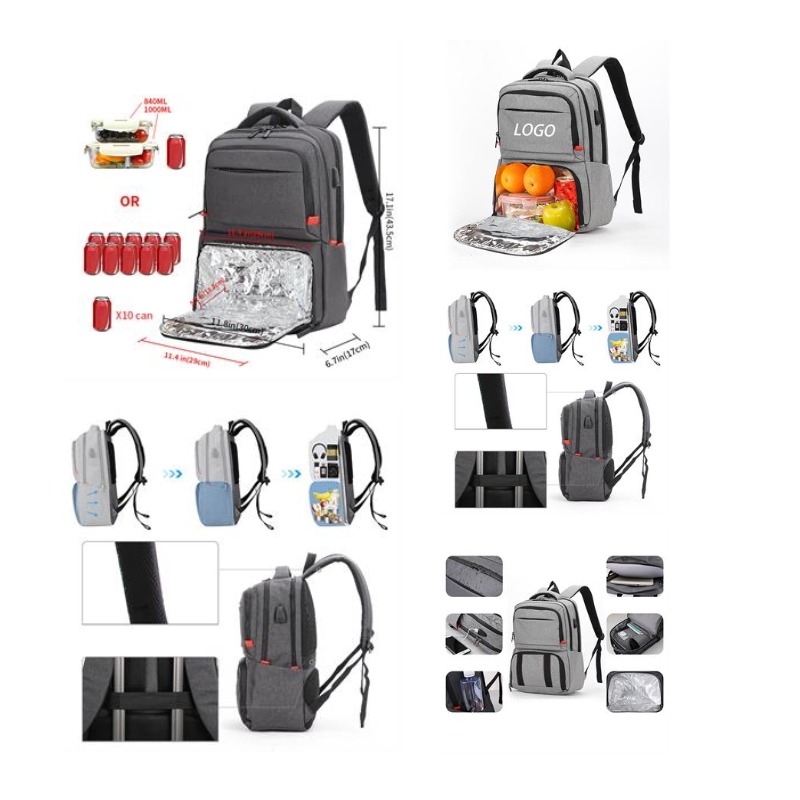 840ML
1000ML
OR
X10 can
17.1in(43.5cm)
11.8in(30cm)
11.4 in(29cm)
6.7in(17cm)
LOGO